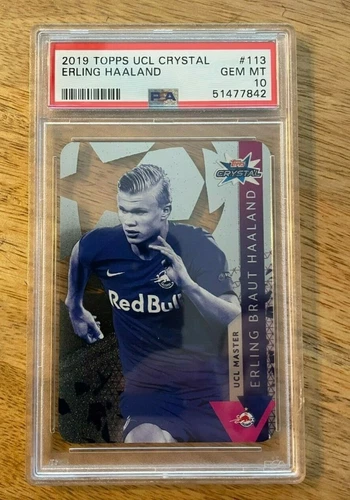 2019 TOPPS UCL CRYSTAL #113
ERLING HAALAND GEM MT
10
PSA 51477842
TOPPS
CRYSTAL
Red Bull
UCL MASTER
ERLING BRAUT HAALAND